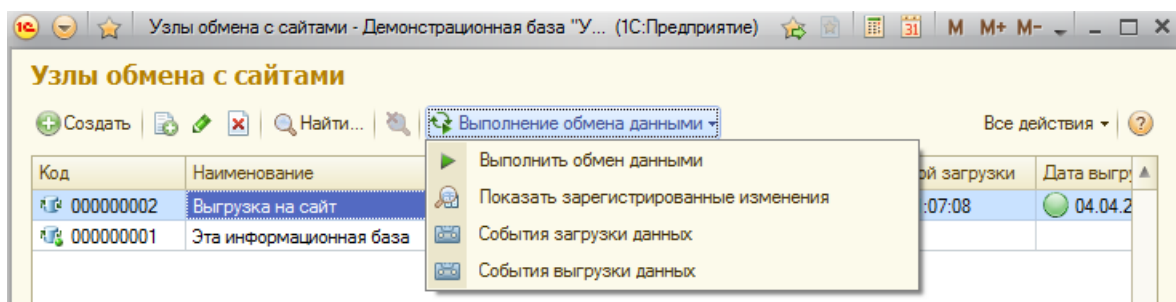 1С Узлы обмена с сайтами - Демонстрационная база "У... (1С:Предприятие) 31 M M+ M-
Узлы обмена с сайтами
Создать Найти... Выполнение обмена данными Все действия ?
Код Наименование ой загрузки Дата выгру
Выполнить обмен данными
000000002 Выгрузка на сайт :07:08 04.04.2
Показать зарегистрированные изменения
000000001 Эта информационная база
События загрузки данных
События выгрузки данных